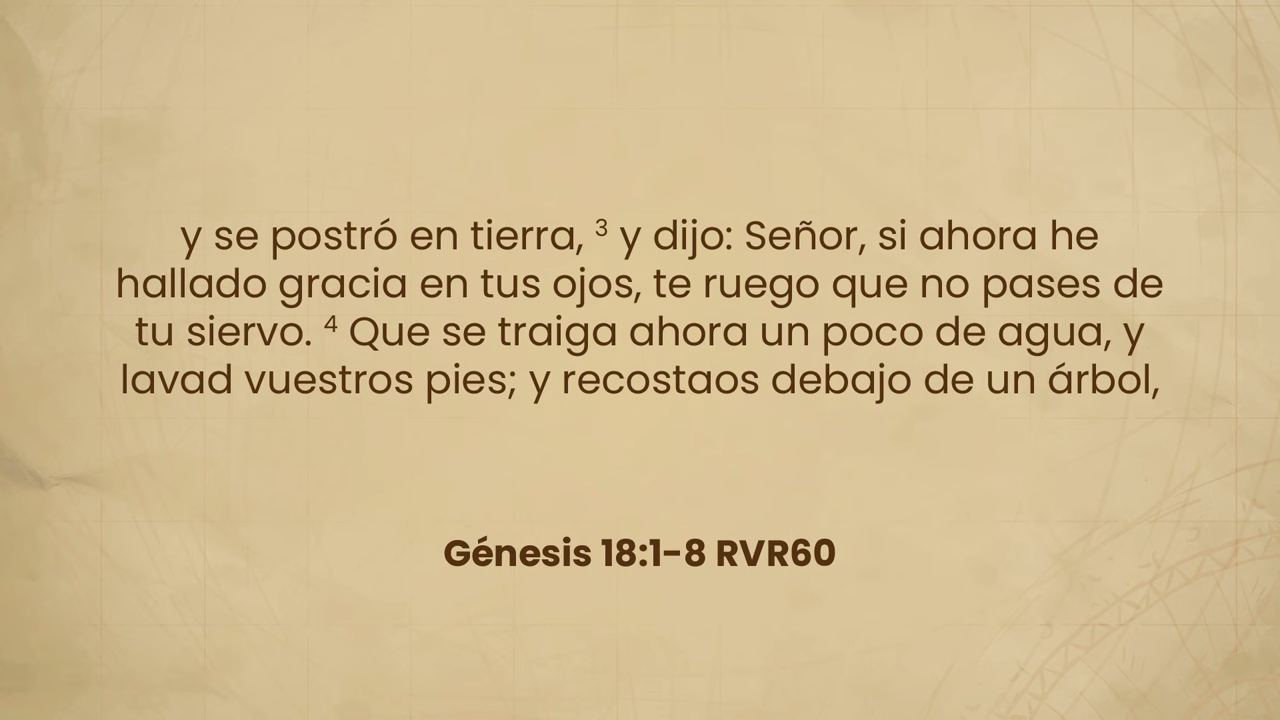 y se postró en tierra, ³ y dijo: Señor, si ahora he
hallado gracia en tus ojos, te ruego que no pases de
tu siervo. ⁴ Que se traiga ahora un poco de agua, y
lavad vuestros pies; y recostaos debajo de un árbol,
Génesis 18:1-8 RVR60